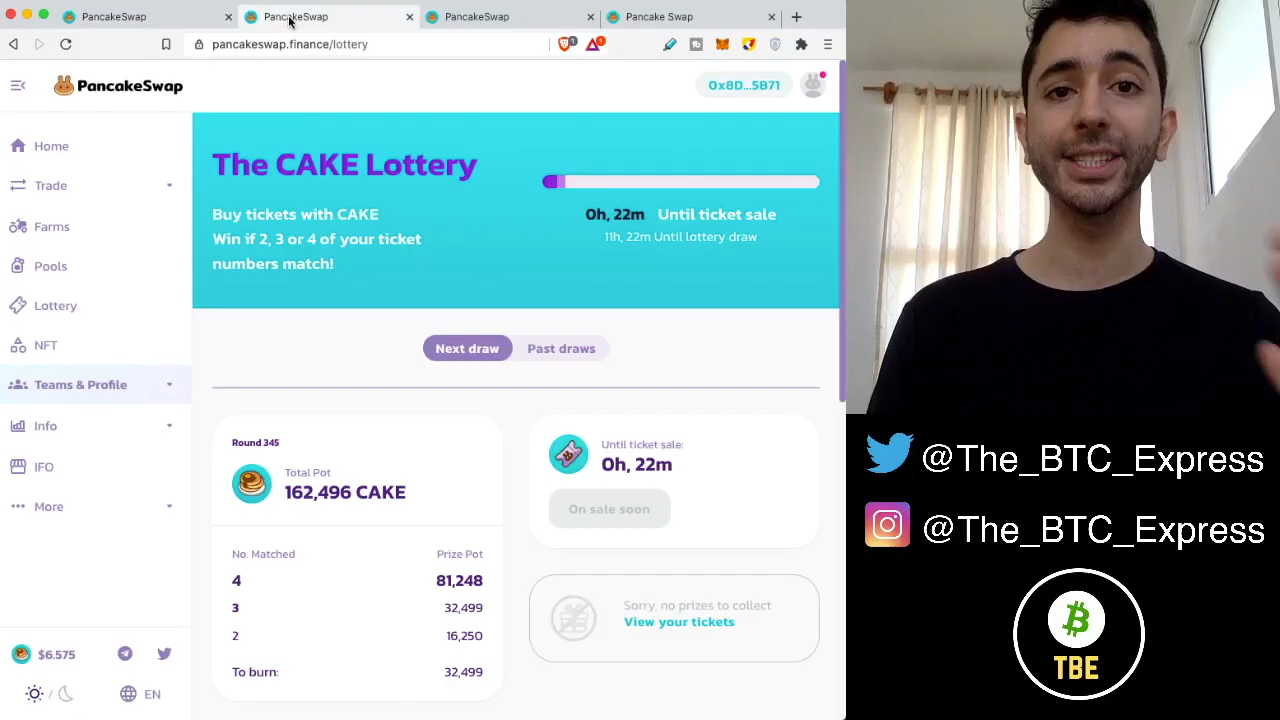 PancakeSwap
PancakeSwap
PancakeSwap
Pancake Swap
pancakeswap.finance/lottery
1
1
PancakeSwap
0x8D...5B71
Home
Trade
Farms
Pools
Lottery
NFT
Teams & Profile
Info
IFO
More
$6.575
EN
The CAKE Lottery
Buy tickets with CAKE
Win if 2, 3 or 4 of your ticket
numbers match!
0h, 22m Until ticket sale
11h, 22m Until lottery draw
Next draw
Past draws
Round 345
Total Pot
162,496 CAKE
No. Matched Prize Pot
4 81,248
3 32,499
2 16,250
To burn: 32,499
Until ticket sale:
0h, 22m
On sale soon
Sorry, no prizes to collect
View your tickets
@The_BTC_Express
@The_BTC_Express
TBE